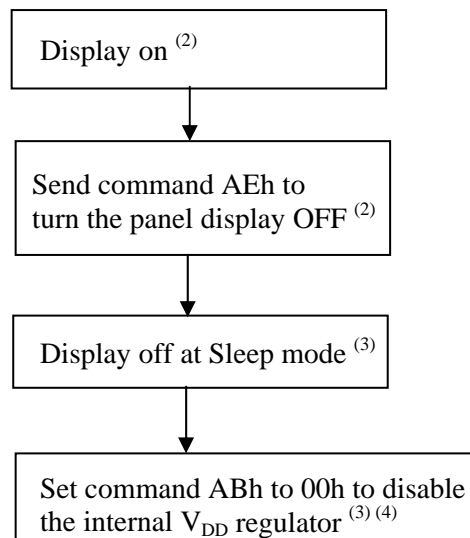 Display on (2)
Send command AEh to
turn the panel display OFF (2)
Display off at Sleep mode (3)
Set command ABh to 00h to disable
the internal VDD regulator (3) (4)